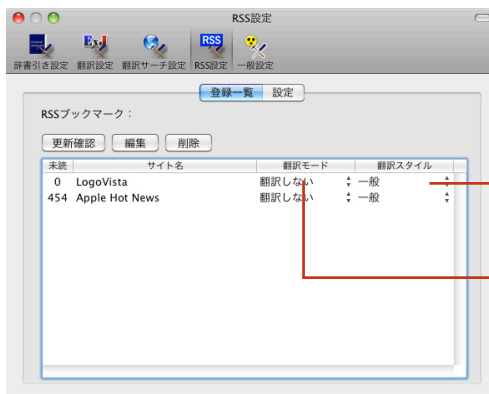 RSS設定
ExJ RSS
辞書引き設定 翻訳設定 翻訳サーチ設定 RSS設定 一般設定
登録一覧 設定
RSSブックマーク：
更新確認 編集 削除
未読 サイト名 翻訳モード 翻訳スタイル
0 LogoVista 翻訳しない 一般
454 Apple Hot News 翻訳しない 一般